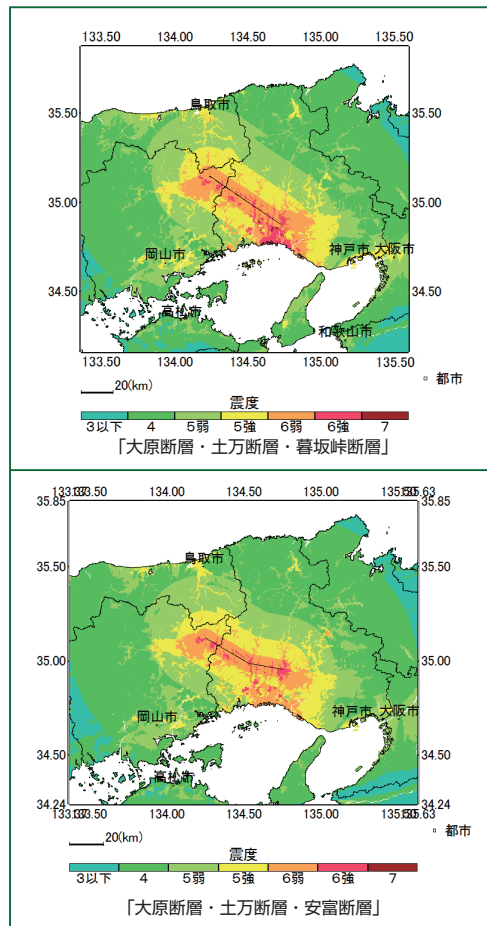 133.50 134.00 134.50 135.00 135.50
鳥取市
35.50 35.50
35.00 35.00
岡山市 神戸市 大阪市
34.50 34.50
高松市
和歌山市
133.50 134.00 134.50 135.00 135.50
20(km) 都市
震度
3以下 4 5弱 5強 6弱 6強 7
「大原断層・土万断層・暮坂峠断層」
133.50 134.00 134.50 135.00 135.63
35.85 35.85
鳥取市
35.50 35.50
35.00 35.00
岡山市 神戸市 大阪市
34.50 34.50
高松市
34.24 34.24
133.50 134.00 134.50 135.00 135.63
20(km) 都市
震度
3以下 4 5弱 5強 6弱 6強 7
「大原断層・土万断層・安富断層」